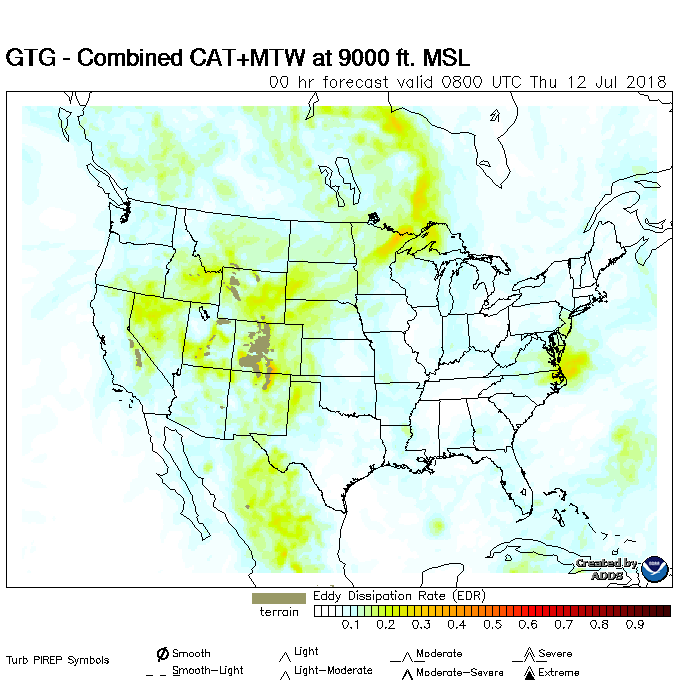 GTG - Combined CAT+MTW at 9000 ft. MSL
00 hr forecast valid 0800 UTC Thu 12 Jul 2018
Created by
ADDS
Eddy Dissipation Rate (EDR)
terrain
0.1 0.2 0.3 0.4 0.5 0.6 0.7 0.8 0.9
Turb PIREP Symbols
Smooth Light Moderate Severe
Smooth-Light Light-Moderate Moderate-Severe Extreme